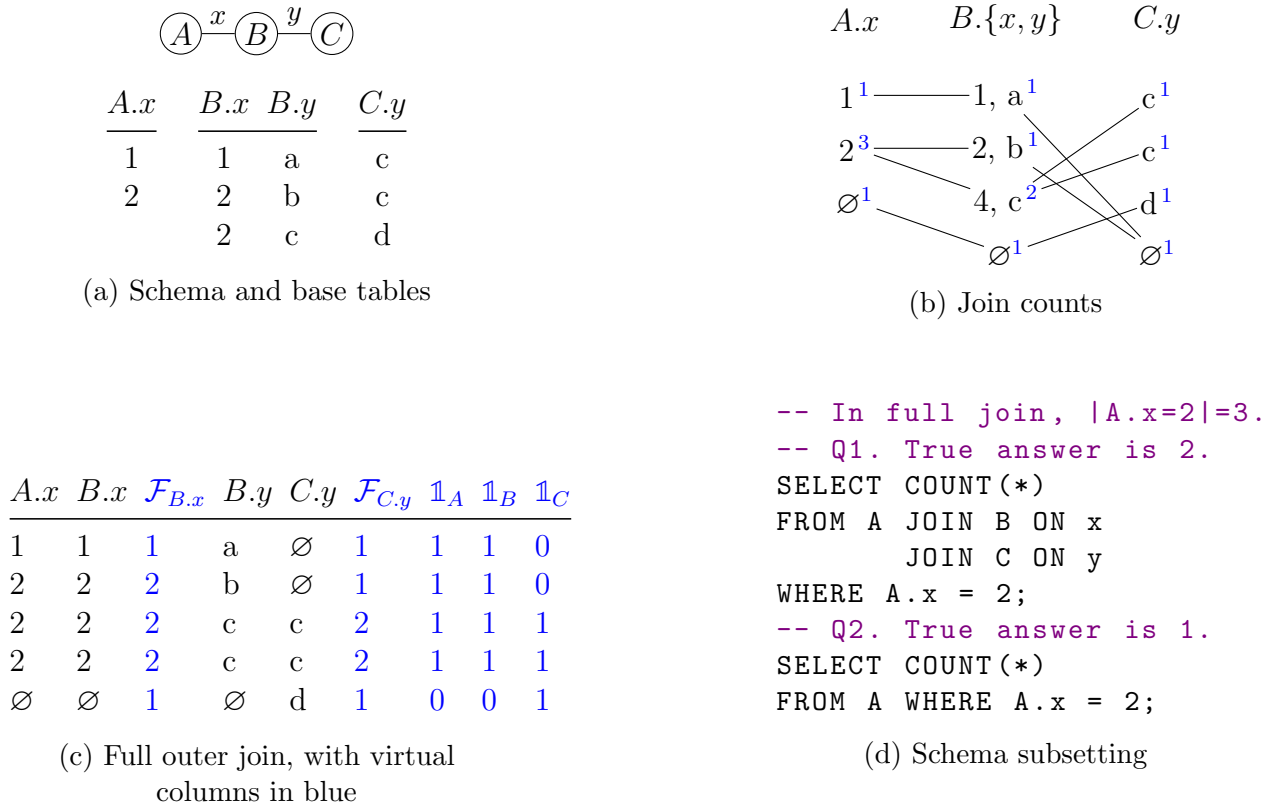 A x B y C
A.x B.x B.y C.y
1 1 a c
2 2 b c
2 c d
(a) Schema and base tables
A.x B.{x, y} C.y
1¹ 1, a¹ c¹
2³ 2, b¹ c¹
∅¹ 4, c² d¹
∅¹ ∅¹
(b) Join counts
A.x B.x ℱ_{B.x} B.y C.y ℱ_{C.y} 𝟙_A 𝟙_B 𝟙_C
1 1 1 a ∅ 1 1 1 0
2 2 2 b ∅ 1 1 1 0
2 2 2 c c 2 1 1 1
2 2 2 c c 2 1 1 1
∅ ∅ 1 ∅ d 1 0 0 1
(c) Full outer join, with virtual
columns in blue
-- In full join, |A.x=2|=3.
-- Q1. True answer is 2.
SELECT COUNT(*)
FROM A JOIN B ON x
JOIN C ON y
WHERE A.x = 2;
-- Q2. True answer is 1.
SELECT COUNT(*)
FROM A WHERE A.x = 2;
(d) Schema subsetting